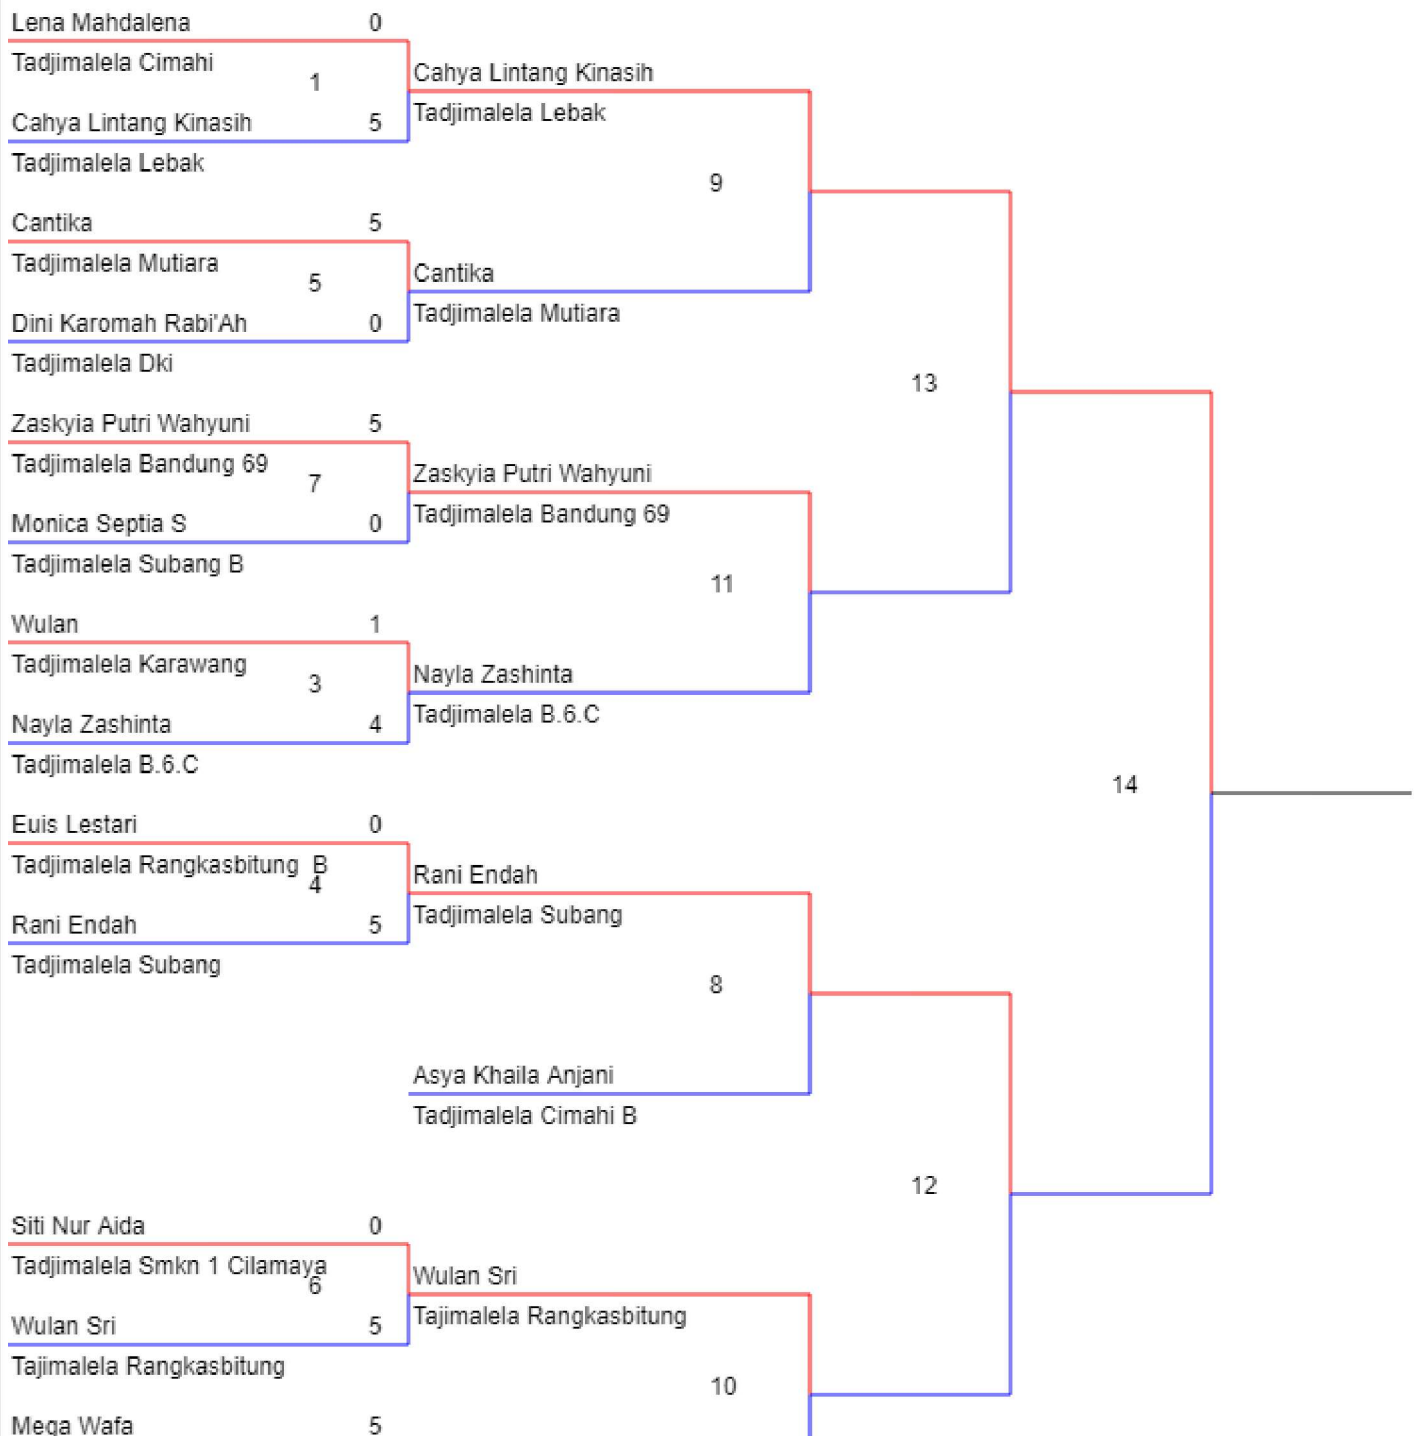 Lena Mahdalena 0
Tadjimalela Cimahi
1
Cahya Lintang Kinasih 5
Tadjimalela Lebak
Cahya Lintang Kinasih
Tadjimalela Lebak
9
Cantika 5
Tadjimalela Mutiara
5
Dini Karomah Rabi'Ah 0
Tadjimalela Dki
Cantika
Tadjimalela Mutiara
13
Zaskyia Putri Wahyuni 5
Tadjimalela Bandung 69
7
Monica Septia S 0
Tadjimalela Subang B
Zaskyia Putri Wahyuni
Tadjimalela Bandung 69
11
Wulan 1
Tadjimalela Karawang
3
Nayla Zashinta 4
Tadjimalela B.6.C
Nayla Zashinta
Tadjimalela B.6.C
14
Euis Lestari 0
Tadjimalela Rangkasbitung B
4
Rani Endah 5
Tadjimalela Subang
Rani Endah
Tadjimalela Subang
8
Asya Khaila Anjani
Tadjimalela Cimahi B
12
Siti Nur Aida 0
Tadjimalela Smkn 1 Cilamaya
6
Wulan Sri 5
Tajimalela Rangkasbitung
Wulan Sri
Tajimalela Rangkasbitung
10
Mega Wafa 5